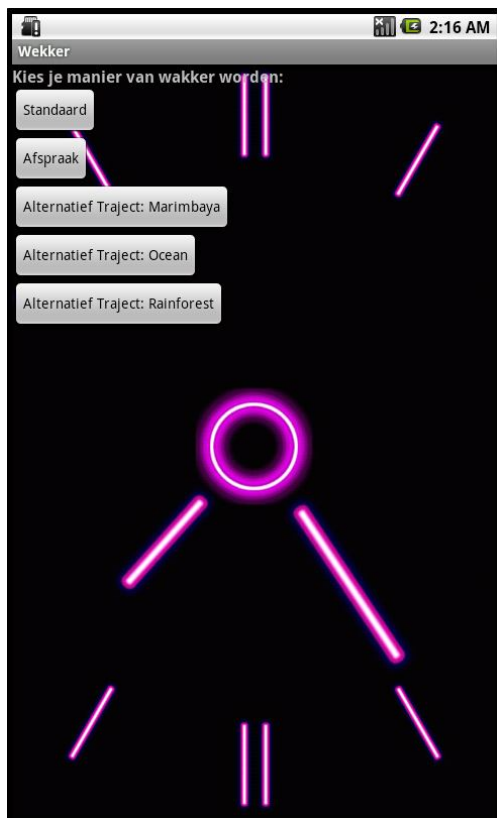 2:16 AM
Wekker
Kies je manier van wakker worden:
Standaard
Afspraak
Alternatief Traject: Marimbaya
Alternatief Traject: Ocean
Alternatief Traject: Rainforest